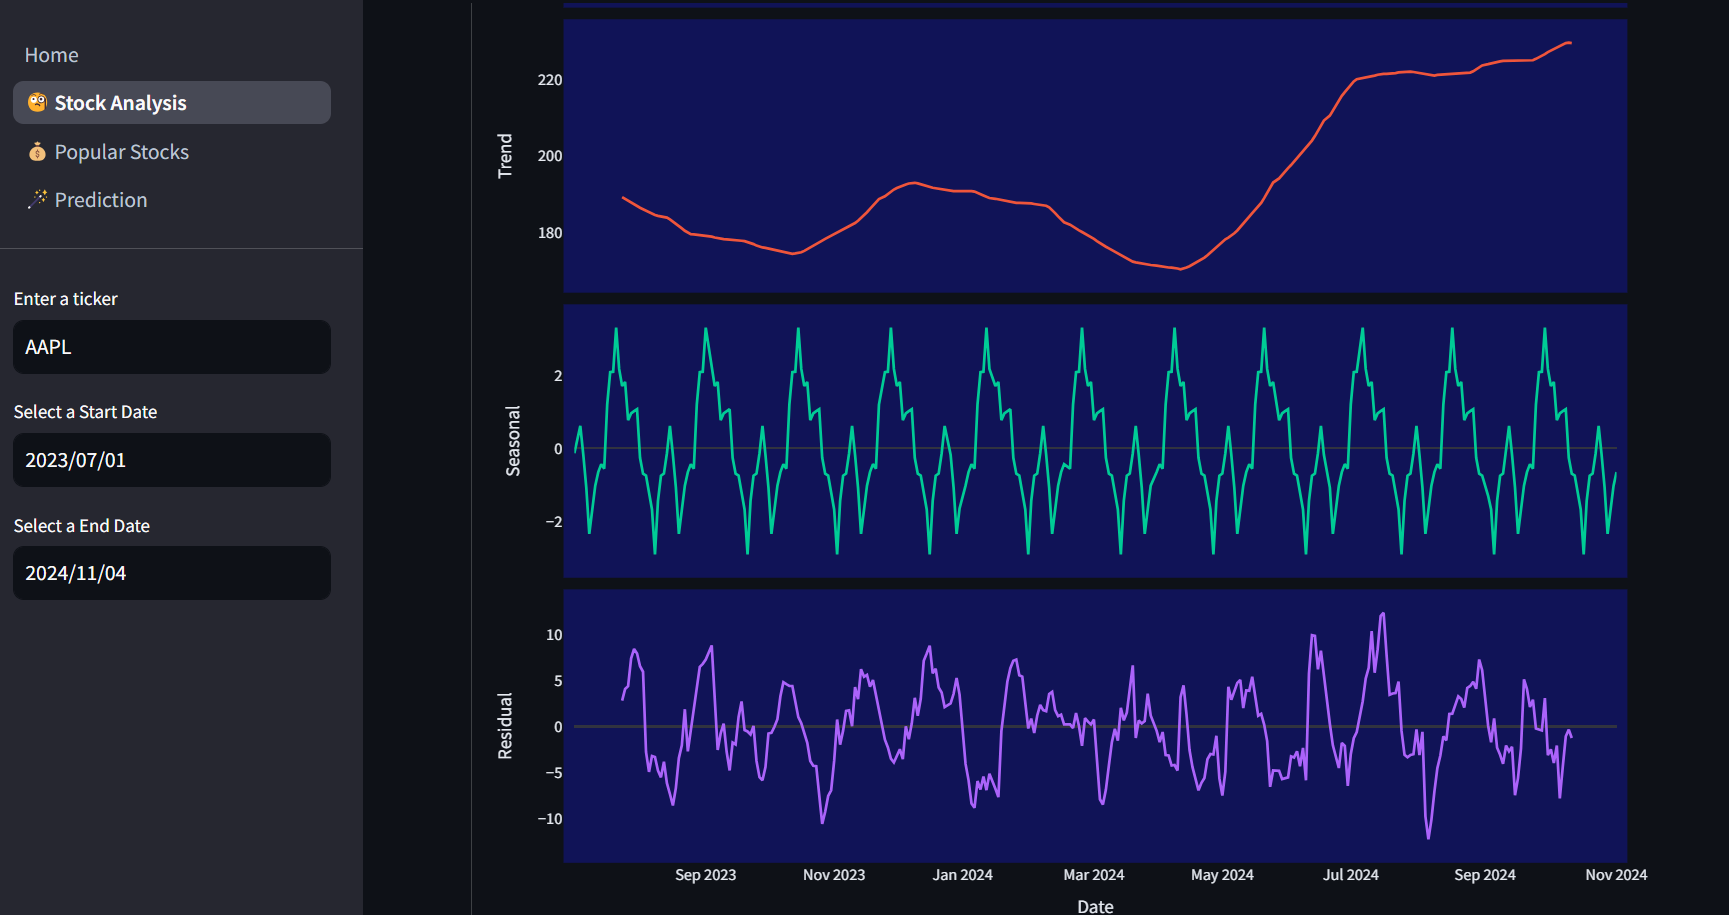 Home
🧐 Stock Analysis
💰 Popular Stocks
🪄 Prediction
Enter a ticker
AAPL
Select a Start Date
2023/07/01
Select a End Date
2024/11/04
Trend
220
200
180
Seasonal
2
0
−2
Residual
10
5
0
−5
−10
Sep 2023 Nov 2023 Jan 2024 Mar 2024 May 2024 Jul 2024 Sep 2024 Nov 2024
Date